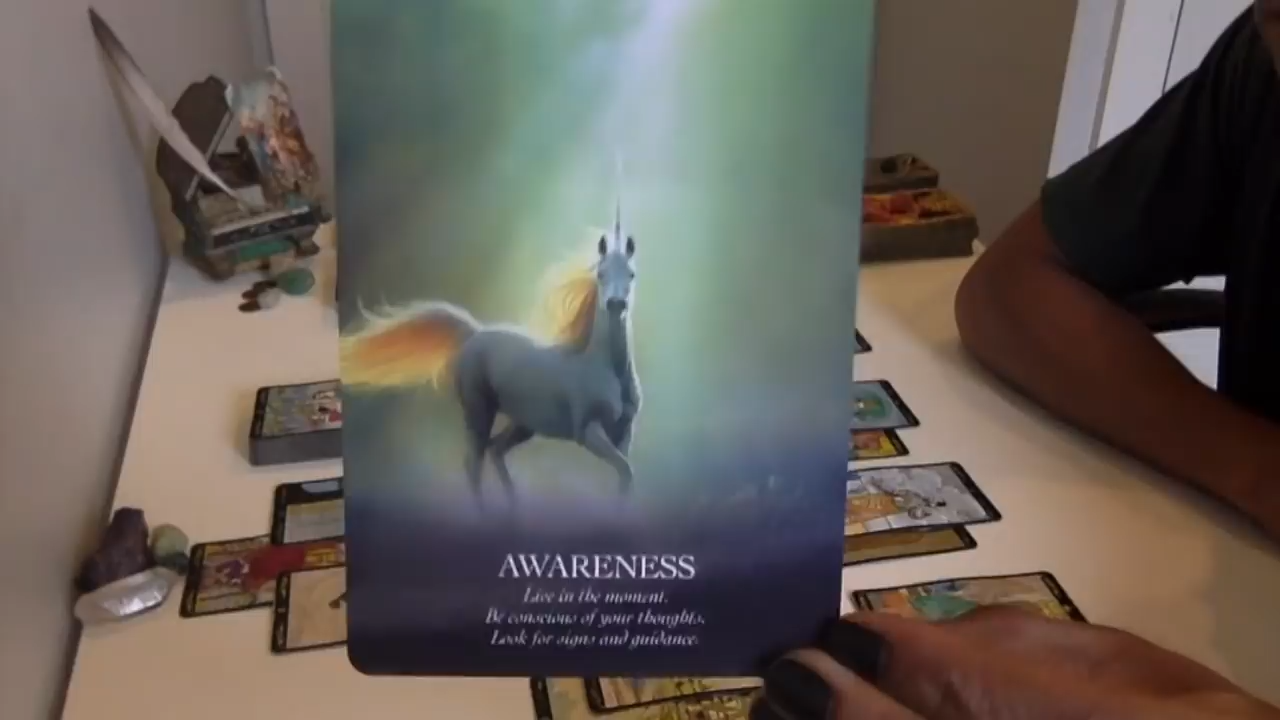 AWARENESS
Live in the moment.
Be conscious of your thoughts.
Look for signs and guidance.